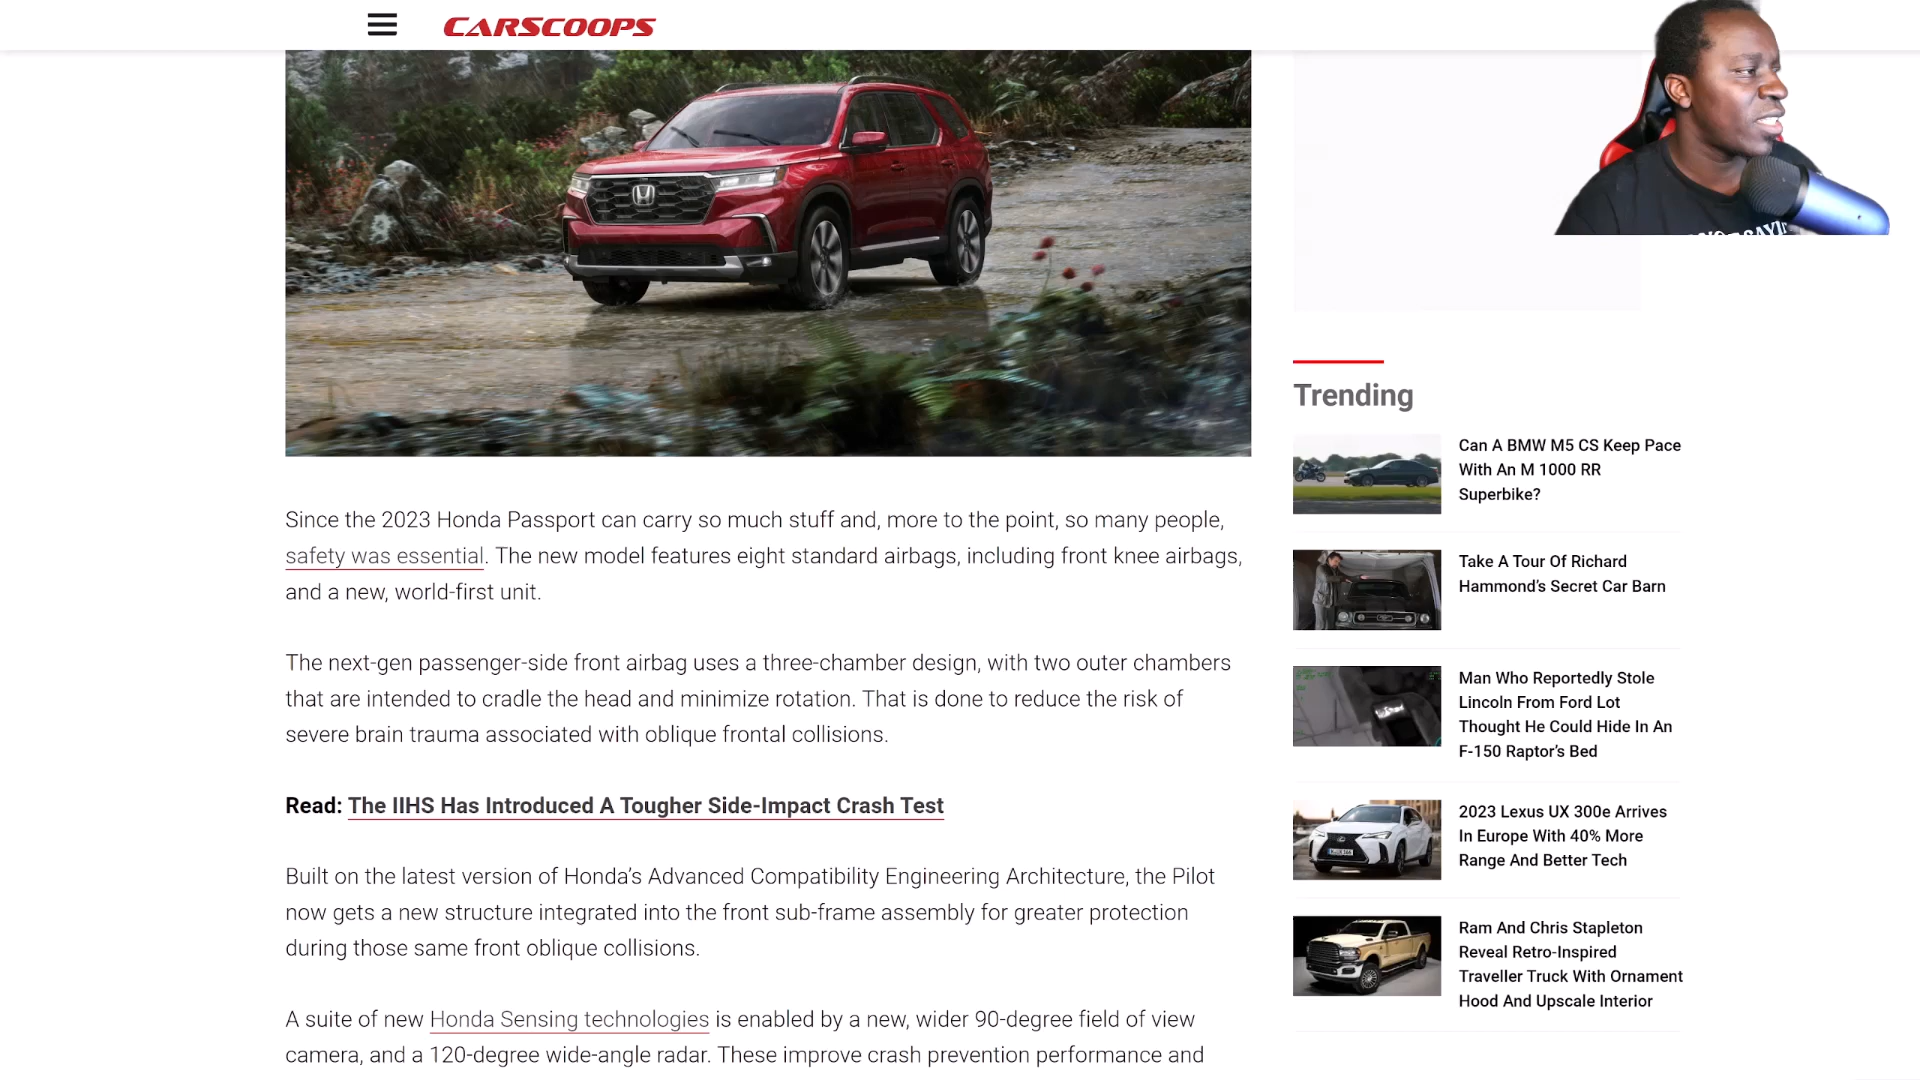 CARSCOOPS
Since the 2023 Honda Passport can carry so much stuff and, more to the point, so many people,
safety was essential. The new model features eight standard airbags, including front knee airbags,
and a new, world-first unit.
The next-gen passenger-side front airbag uses a three-chamber design, with two outer chambers
that are intended to cradle the head and minimize rotation. That is done to reduce the risk of
severe brain trauma associated with oblique frontal collisions.
Read: The IIHS Has Introduced A Tougher Side-Impact Crash Test
Built on the latest version of Honda’s Advanced Compatibility Engineering Architecture, the Pilot
now gets a new structure integrated into the front sub-frame assembly for greater protection
during those same front oblique collisions.
A suite of new Honda Sensing technologies is enabled by a new, wider 90-degree field of view
camera, and a 120-degree wide-angle radar. These improve crash prevention performance and
Trending
Can A BMW M5 CS Keep Pace
With An M 1000 RR
Superbike?
Take A Tour Of Richard
Hammond’s Secret Car Barn
Man Who Reportedly Stole
Lincoln From Ford Lot
Thought He Could Hide In An
F-150 Raptor’s Bed
2023 Lexus UX 300e Arrives
In Europe With 40% More
Range And Better Tech
Ram And Chris Stapleton
Reveal Retro-Inspired
Traveller Truck With Ornament
Hood And Upscale Interior